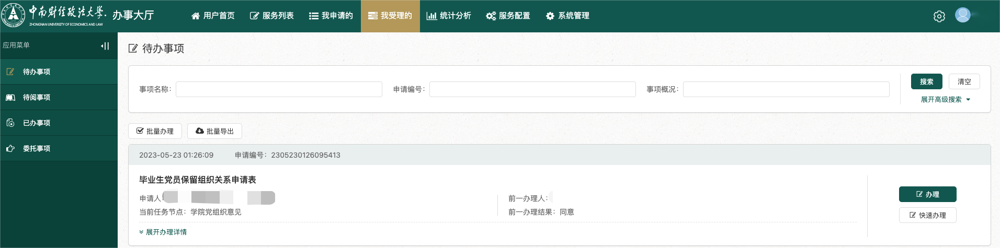 中南财经政法大学
ZHONGNAN UNIVERSITY OF ECONOMICS AND LAW
办事大厅
用户首页 服务列表 我申请的 我受理的 统计分析 服务配置 系统管理
应用菜单
待办事项
待阅事项
已办事项
委托事项
待办事项
事项名称: 申请编号: 事项概况: 搜索 清空
展开高级搜索
批量办理 批量导出
2023-05-23 01:26:09 申请编号: 2305230126095413
毕业生党员保留组织关系申请表
申请人: 前一办理人:
当前任务节点: 学院党组织意见 前一办理结果: 同意
展开办理详情
办理
快速办理